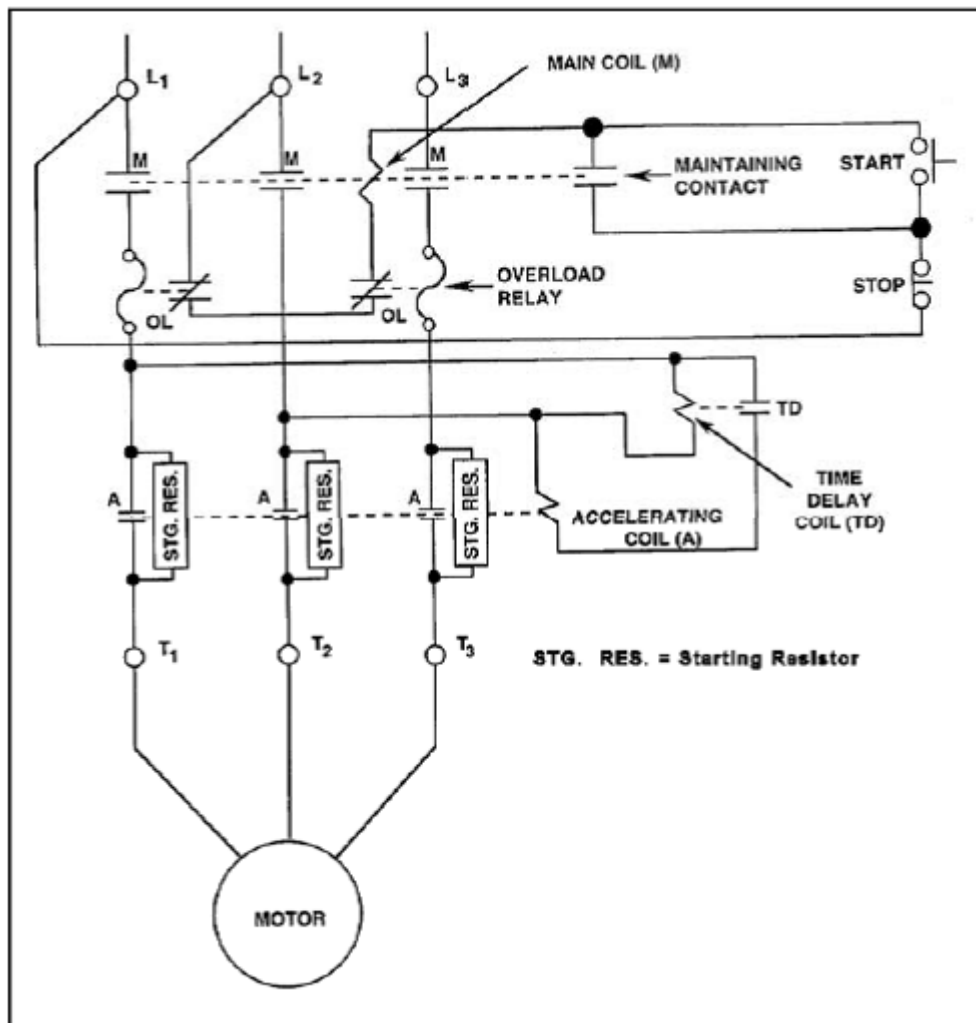 L1
L2
L3
MAIN COIL (M)
M
M
M
MAINTAINING
CONTACT
START
STOP
OVERLOAD
RELAY
OL
OL
TD
TIME
DELAY
COIL (TD)
A
A
A
STG. RES.
STG. RES.
STG. RES.
ACCELERATING
COIL (A)
T1
T2
T3
STG. RES. = Starting Resistor
MOTOR